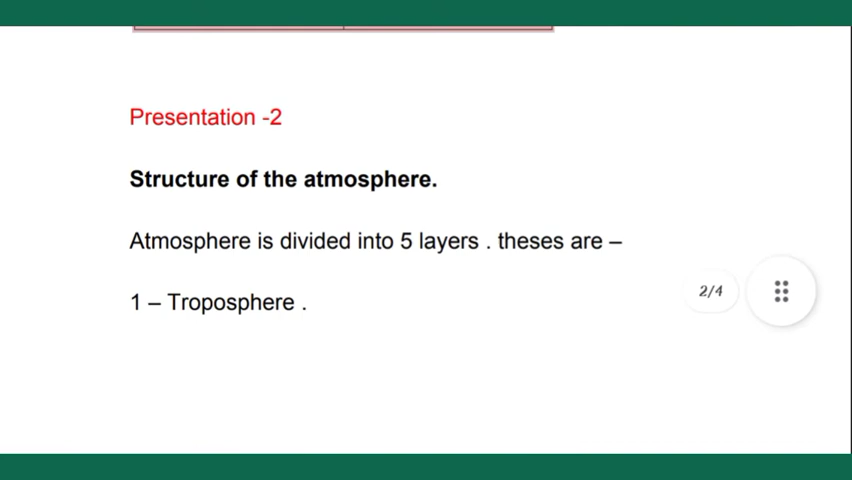 Presentation -2
Structure of the atmosphere.
Atmosphere is divided into 5 layers . theses are –
1 – Troposphere .
2/4